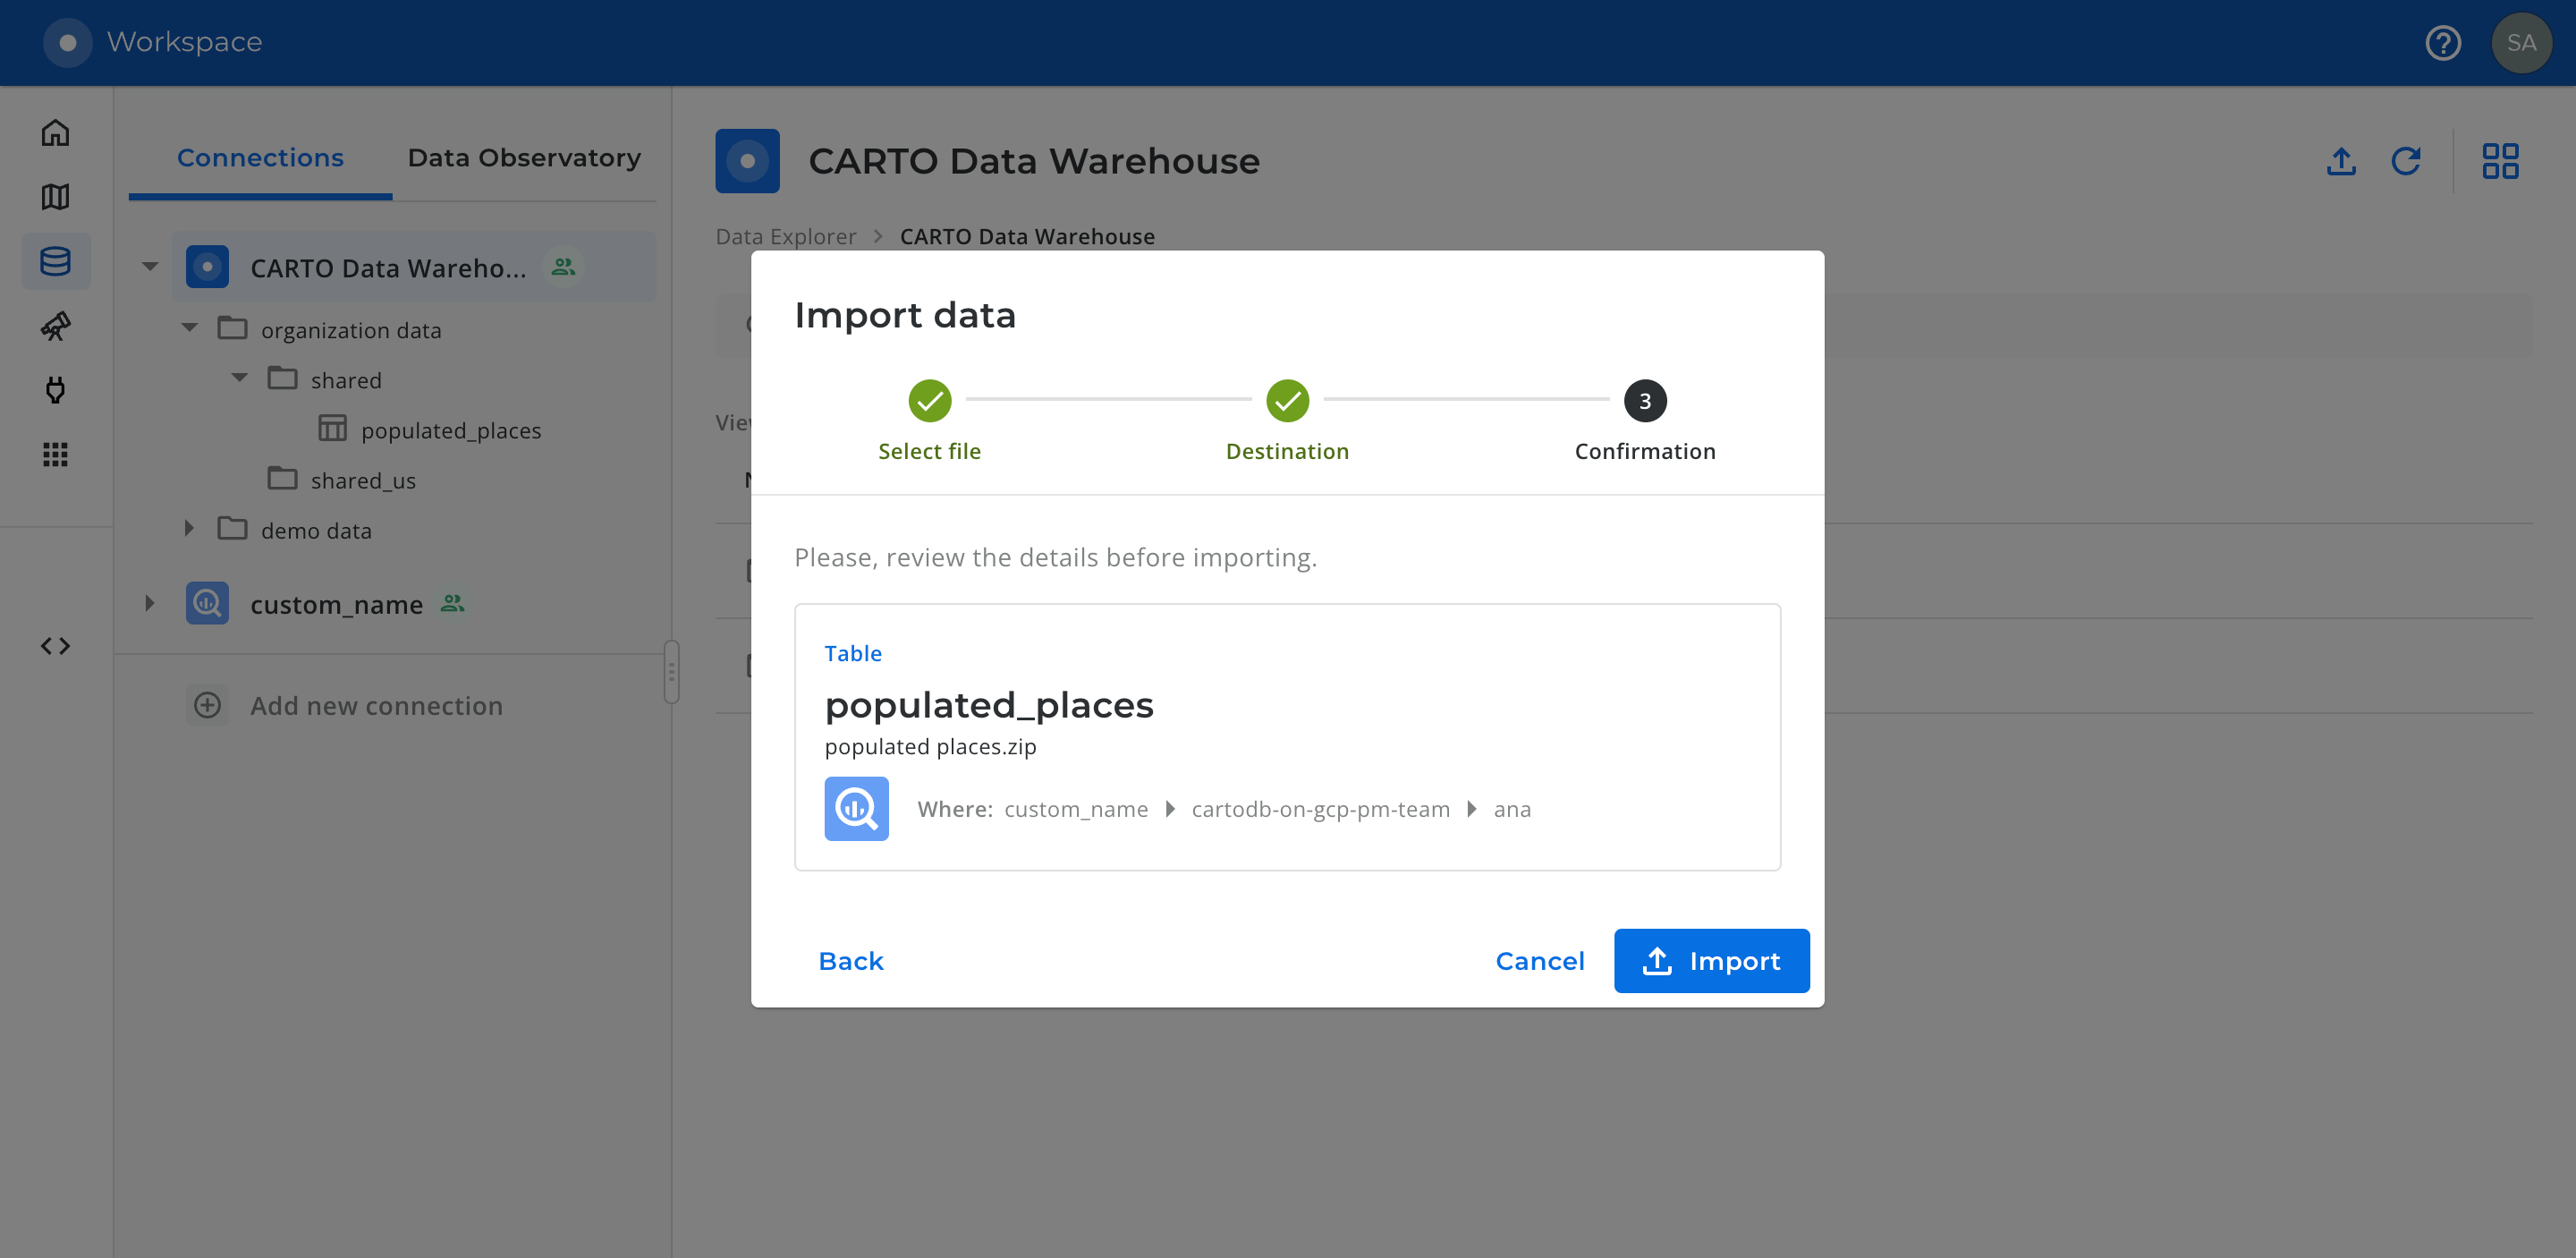 Workspace
SA
Connections
Data Observatory
CARTO Data Wareho...
organization data
shared
populated_places
shared_us
demo data
custom_name
Add new connection
CARTO Data Warehouse
Data Explorer > CARTO Data Warehouse
Import data
3
Select file
Destination
Confirmation
Please, review the details before importing.
Table
populated_places
populated places.zip
Where: custom_name cartodb-on-gcp-pm-team ana
Back
Cancel
Import